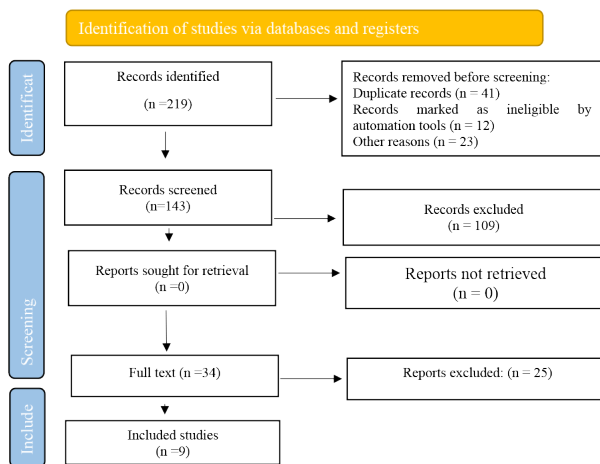 Identification of studies via databases and registers
Identificat
Records identified
(n =219)
Records removed before screening:
Duplicate records (n = 41)
Records marked as ineligible by
automation tools (n = 12)
Other reasons (n = 23)
Screening
Records screened
(n=143)
Records excluded
(n = 109)
Reports sought for retrieval
(n =0)
Reports not retrieved
(n = 0)
Full text (n =34)
Reports excluded: (n = 25)
Include
Included studies
(n =9)